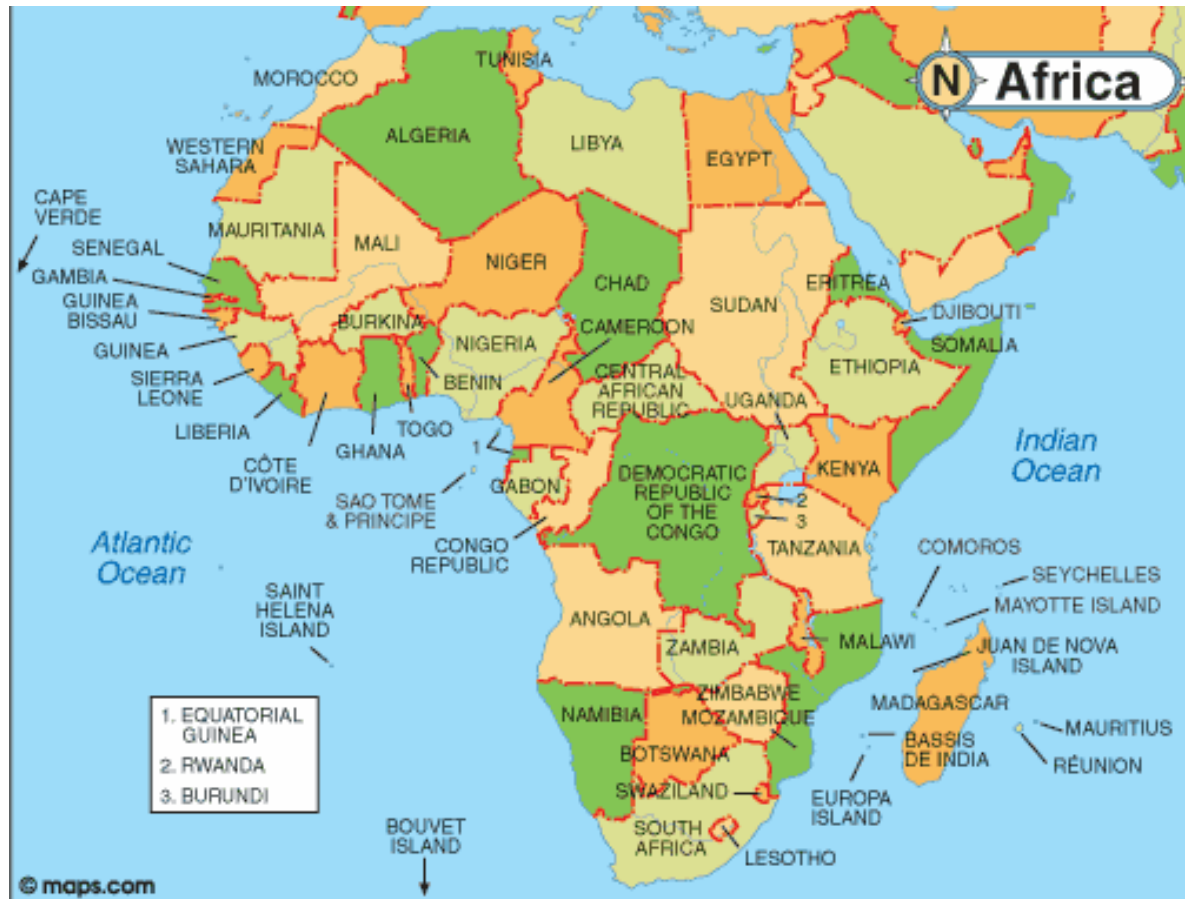 N Africa
TUNISIA
MOROCCO
ALGERIA
LIBYA
EGYPT
WESTERN
SAHARA
CAPE
VERDE
MAURITANIA
MALI
NIGER
CHAD
SUDAN
ERITREA
SENEGAL
GAMBIA
GUINEA
BISSAU
GUINEA
SIERRA
LEONE
LIBERIA
CÔTE
D'IVOIRE
GHANA
TOGO
BENIN
BURKINA
NIGERIA
CAMEROON
CENTRAL
AFRICAN
REPUBLIC
DJIBOUTI
SOMALIA
ETHIOPIA
UGANDA
KENYA
Indian
Ocean
1
SAO TOME
& PRINCIPE
GABON
CONGO
REPUBLIC
DEMOCRATIC
REPUBLIC
OF THE
CONGO
2
3
TANZANIA
Atlantic
Ocean
SAINT
HELENA
ISLAND
COMOROS
SEYCHELLES
MAYOTTE ISLAND
JUAN DE NOVA
ISLAND
ANGOLA
ZAMBIA
MALAWI
ZIMBABWE
MOZAMBIQUE
MADAGASCAR
MAURITIUS
RÉUNION
BASSIS
DE INDIA
EUROPA
ISLAND
NAMIBIA
BOTSWANA
SWAZILAND
SOUTH
AFRICA
LESOTHO
1. EQUATORIAL
GUINEA
2. RWANDA
3. BURUNDI
BOUVET
ISLAND
© maps.com